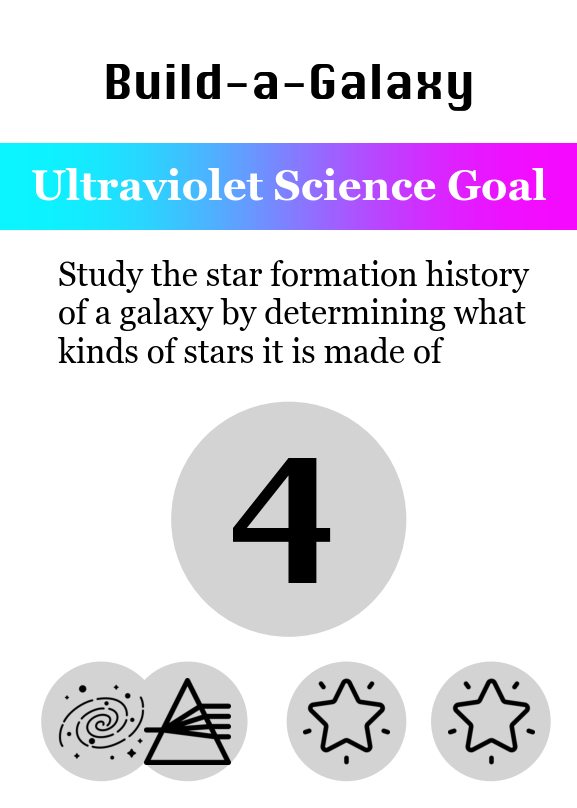 Build-a-Galaxy
Ultraviolet Science Goal
Study the star formation history
of a galaxy by determining what
kinds of stars it is made of
4